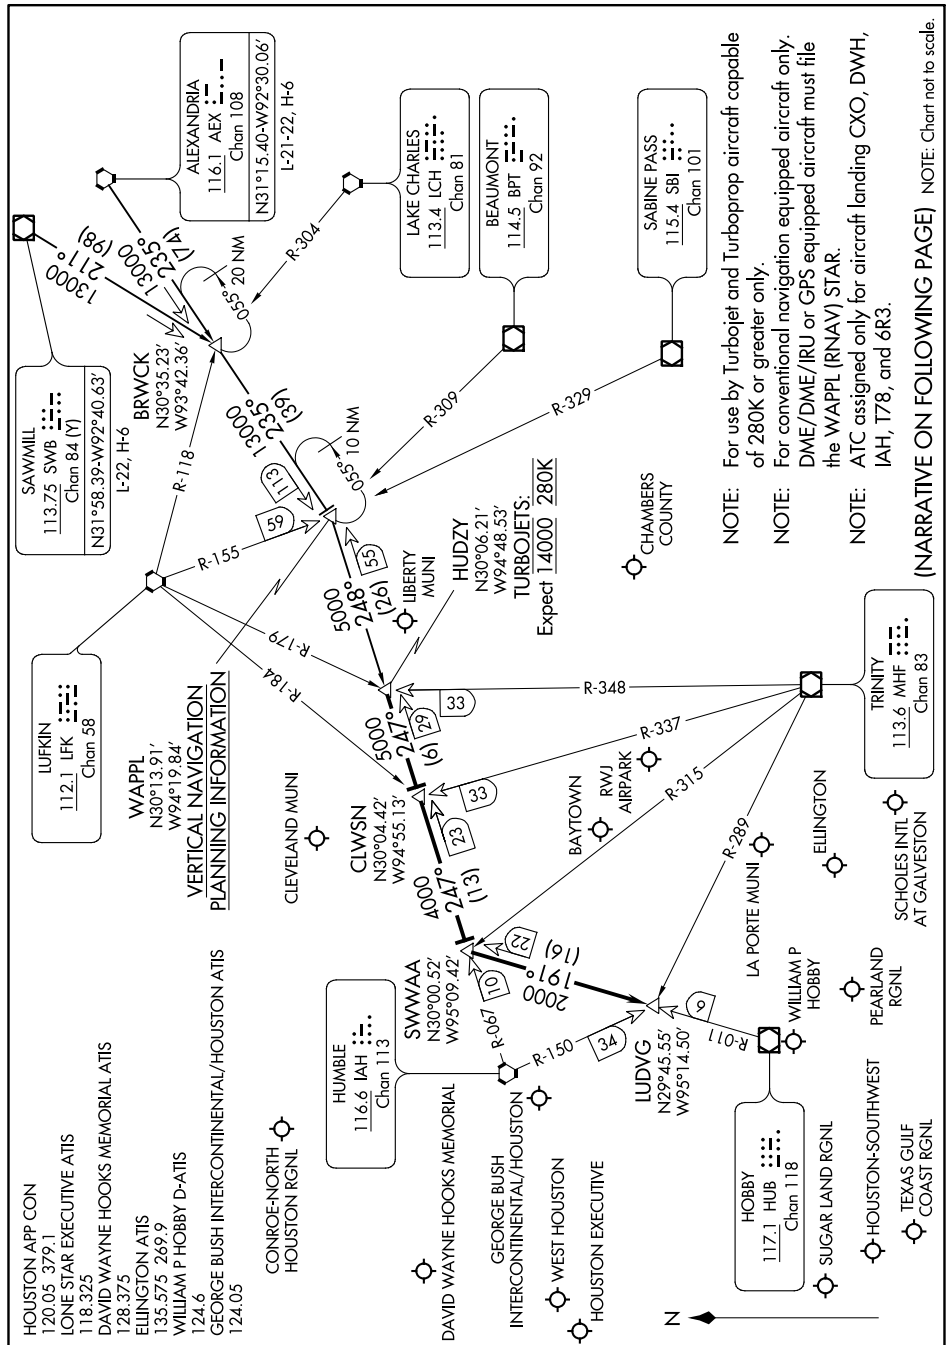 HOUSTON APP CON
120.05 379.1
LONE STAR EXECUTIVE ATIS
118.325
DAVID WAYNE HOOKS MEMORIAL ATIS
128.375
ELLINGTON ATIS
135.575 269.9
WILLIAM P HOBBY D-ATIS
124.6
GEORGE BUSH INTERCONTINENTAL/HOUSTON ATIS
124.05
LUFKIN
112.1 LFK
Chan 58
SAWMILL
113.75 SWB
Chan 84 (Y)
N31°58.39-W92°40.63'
L-22, H-6
ALEXANDRIA
116.1 AEX
Chan 108
N31°15.40-W92°30.06'
L-21-22, H-6
13000
211°
(98)
13000
235°
(74)
BRWCK
N30°35.23'
W93°42.36'
055° 20 NM
R-304
R-118
LAKE CHARLES
113.4 LCH
Chan 81
BEAUMONT
114.5 BPT
Chan 92
SABINE PASS
115.4 SBI
Chan 101
13000
235°
(39)
113
055° 10 NM
R-309
R-329
R-155
59
55
WAPPL
N30°13.91'
W94°19.84'
VERTICAL NAVIGATION
PLANNING INFORMATION
R-179
R-184
5000
248°
(26)
LIBERTY
MUNI
HUDZY
N30°06.21'
W94°48.53'
TURBOJETS:
Expect 14000 280K
CHAMBERS
COUNTY
CLEVELAND MUNI
5000
247°
(6)
29
33
R-348
CLWSN
N30°04.42'
W94°55.13'
23
33
R-337
4000
247°
(13)
BAYTOWN
RWJ
AIRPARK
R-315
TRINITY
113.6 MHF
Chan 83
HUMBLE
116.6 IAH
Chan 113
SWWAA
N30°00.52'
W95°09.42'
10
22
R-067
2000
191°
(16)
R-289
R-150
34
LUDVG
N29°45.55'
W95°14.50'
9
R-011
LA PORTE MUNI
ELLINGTON
SCHOLES INTL
AT GALVESTON
WILLIAM P
HOBBY
PEARLAND
RGNL
CONROE-NORTH
HOUSTON RGNL
DAVID WAYNE HOOKS MEMORIAL
GEORGE BUSH
INTERCONTINENTAL/HOUSTON
WEST HOUSTON
HOUSTON EXECUTIVE
HOBBY
117.1 HUB
Chan 118
SUGAR LAND RGNL
HOUSTON-SOUTHWEST
TEXAS GULF
COAST RGNL
N
NOTE: For use by Turbojet and Turboprop aircraft capable
of 280K or greater only.
NOTE: For conventional navigation equipped aircraft only.
DME/DME/IRU or GPS equipped aircraft must file
the WAPPL (RNAV) STAR.
NOTE: ATC assigned only for aircraft landing CXO, DWH,
IAH, T78, and 6R3.
(NARRATIVE ON FOLLOWING PAGE) NOTE: Chart not to scale.